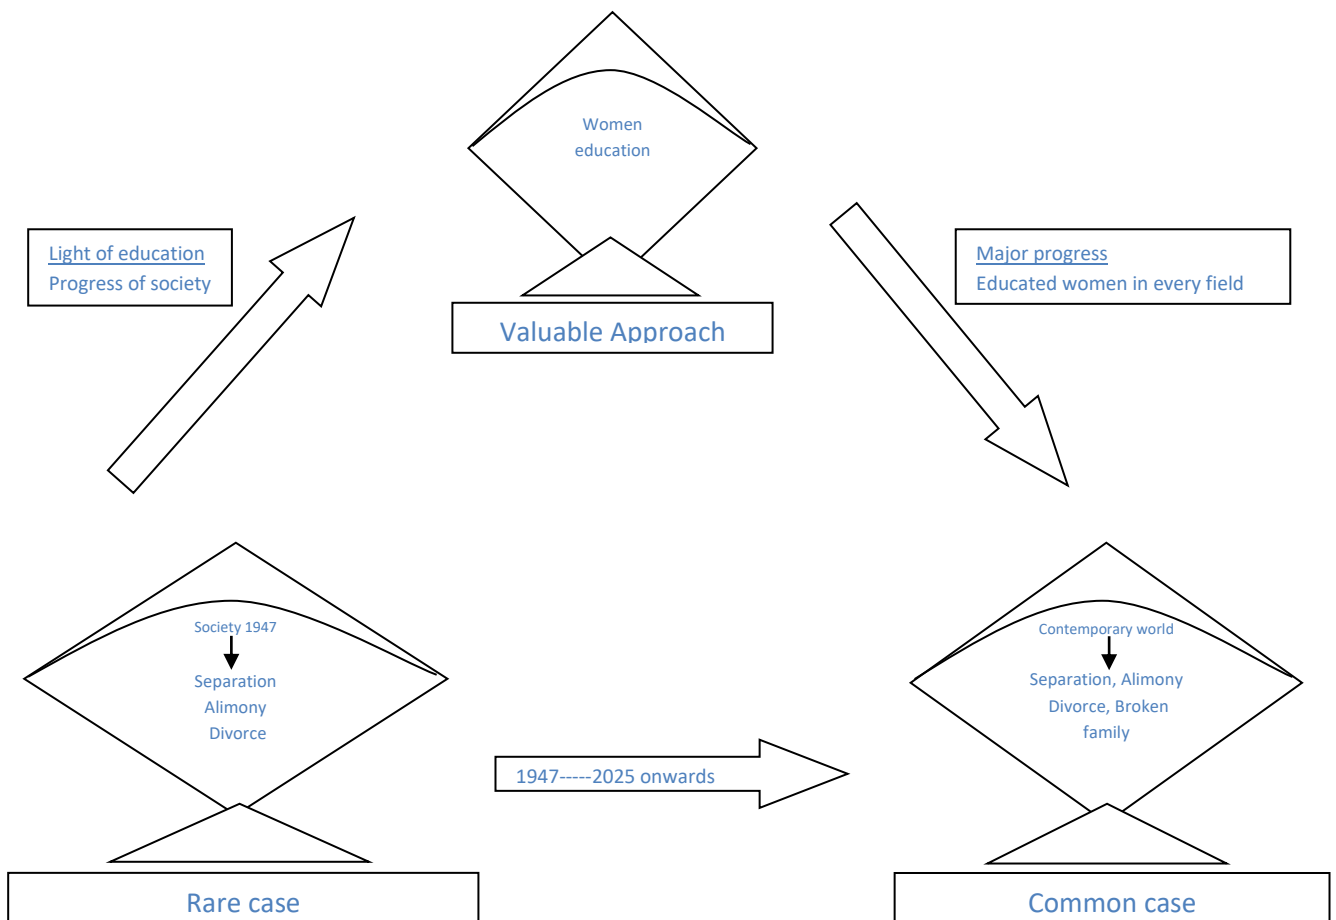 Women
education
Light of education
Progress of society
Major progress
Educated women in every field
Valuable Approach
Society 1947
Separation
Alimony
Divorce
Contemporary world
Separation, Alimony
Divorce, Broken
family
1947-----2025 onwards
Rare case
Common case